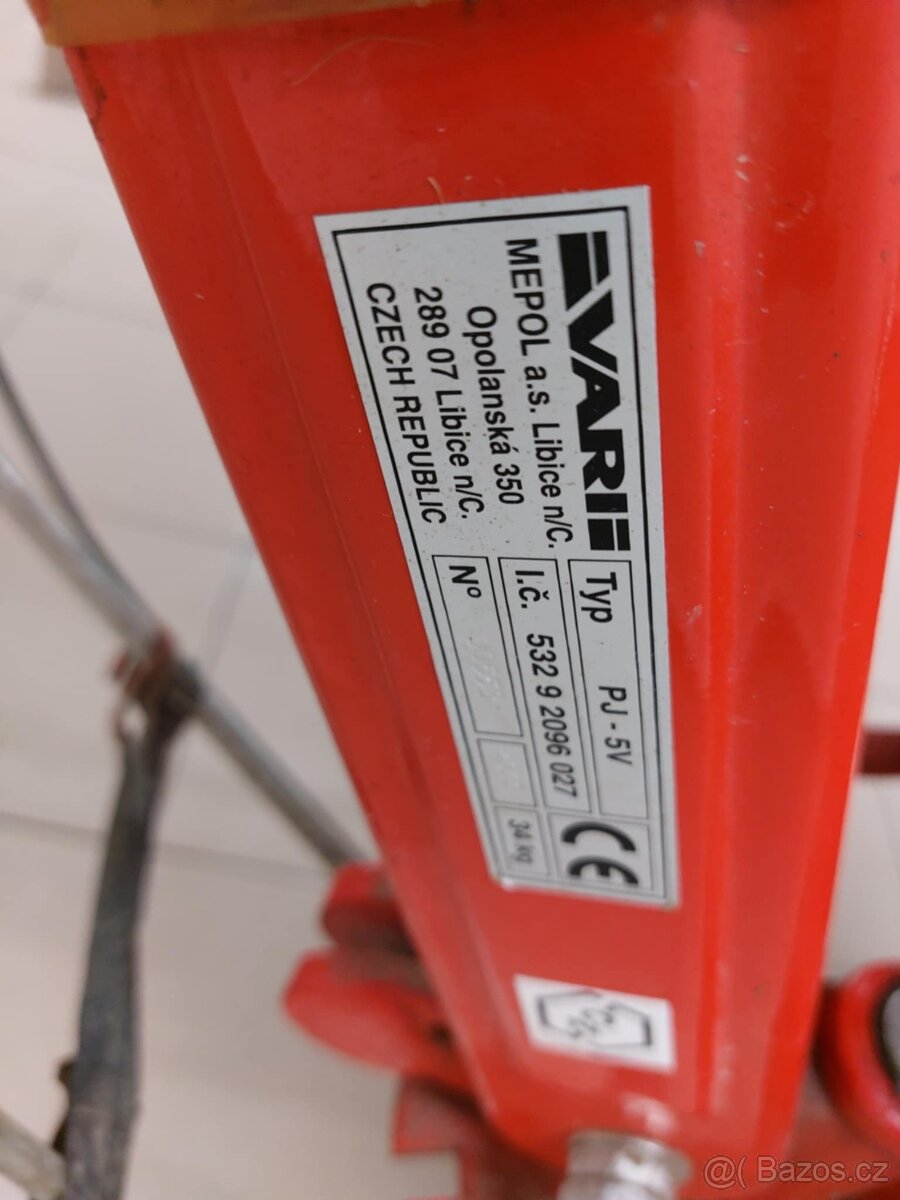 VARI
MEPOL a.s. Libice n/C.
Opolanská 350
289 07 Libice n/C.
CZECH REPUBLIC
Typ PJ - 5V
I.č. 532 9 2096 027
CE
N°
34 kg
@( Bazos.cz